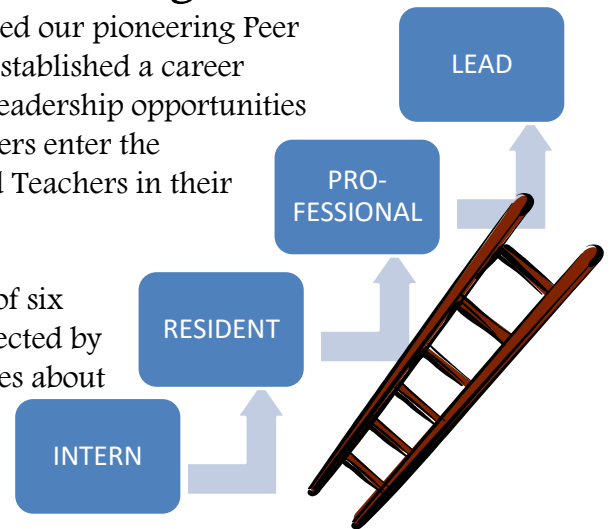 ed our pioneering Peer
stablished a career
eadership opportunities
ers enter the
d Teachers in their
of six
ected by
es about
LEAD
PRO-
FESSIONAL
RESIDENT
INTERN